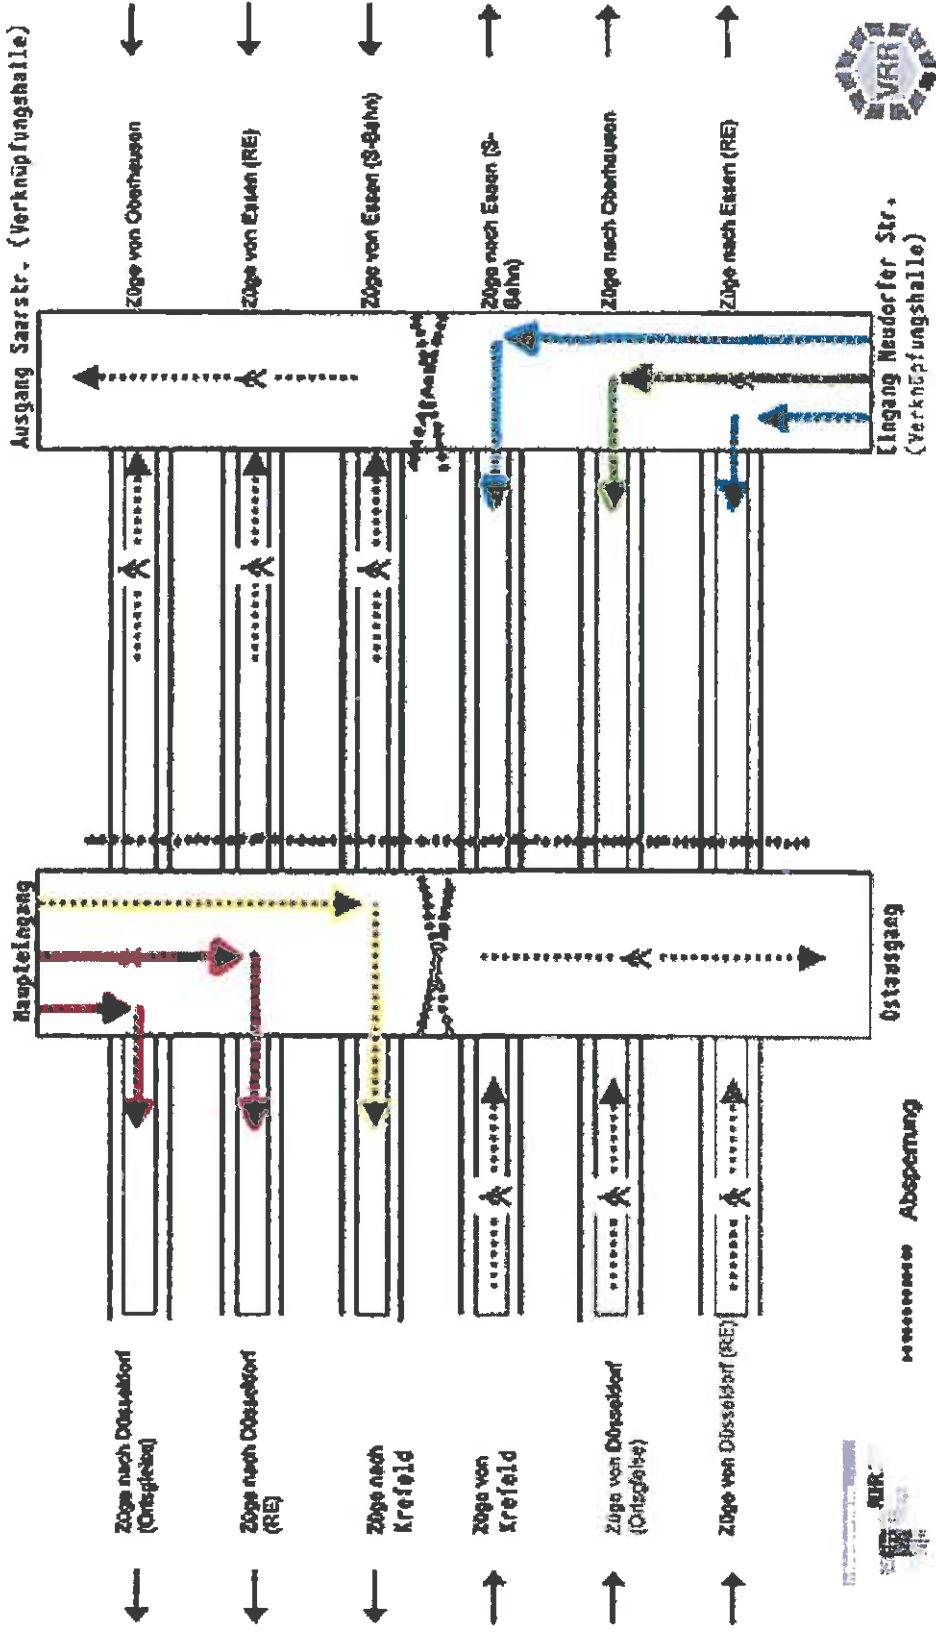 Ausgang Saarstr. (Verknüpfungshalle)
Züge von Oberhausen
Züge von Essen (RE)
Züge von Essen (S-Bahn)
Züge nach Essen (S-
Bahn)
Züge nach Oberhausen
Züge nach Essen (RE)
VRR
Eingang Neudorfer Str.
(Verknüpfungshalle)
Haupteingang
Ostausgang
Züge nach Düsseldorf
(Ortsgleise)
Züge nach Düsseldorf
(RE)
Züge nach
Krefeld
Züge von
Krefeld
Züge von Düsseldorf
(Ortsgleise)
Züge von Düsseldorf (RE)
Absperrung